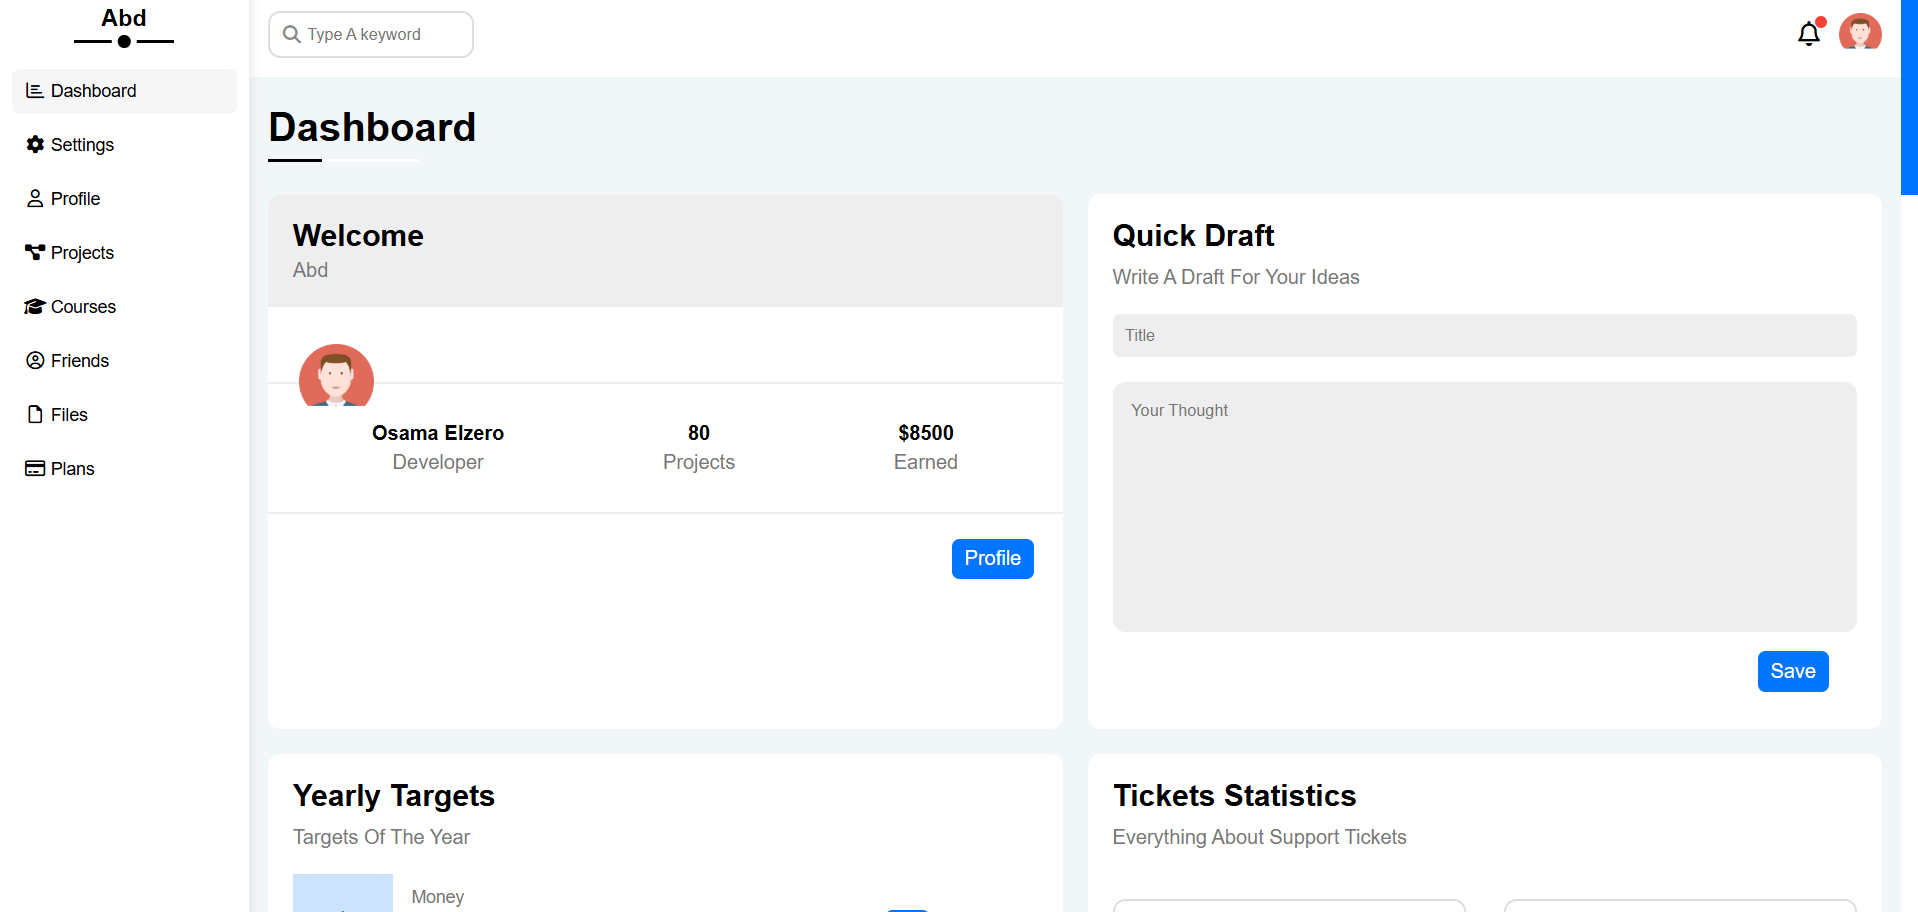 Abd
Dashboard
Settings
Profile
Projects
Courses
Friends
Files
Plans
Type A keyword
Dashboard
Welcome
Abd
Osama Elzero
Developer
80
Projects
$8500
Earned
Profile
Quick Draft
Write A Draft For Your Ideas
Title
Your Thought
Save
Yearly Targets
Targets Of The Year
Money
Tickets Statistics
Everything About Support Tickets